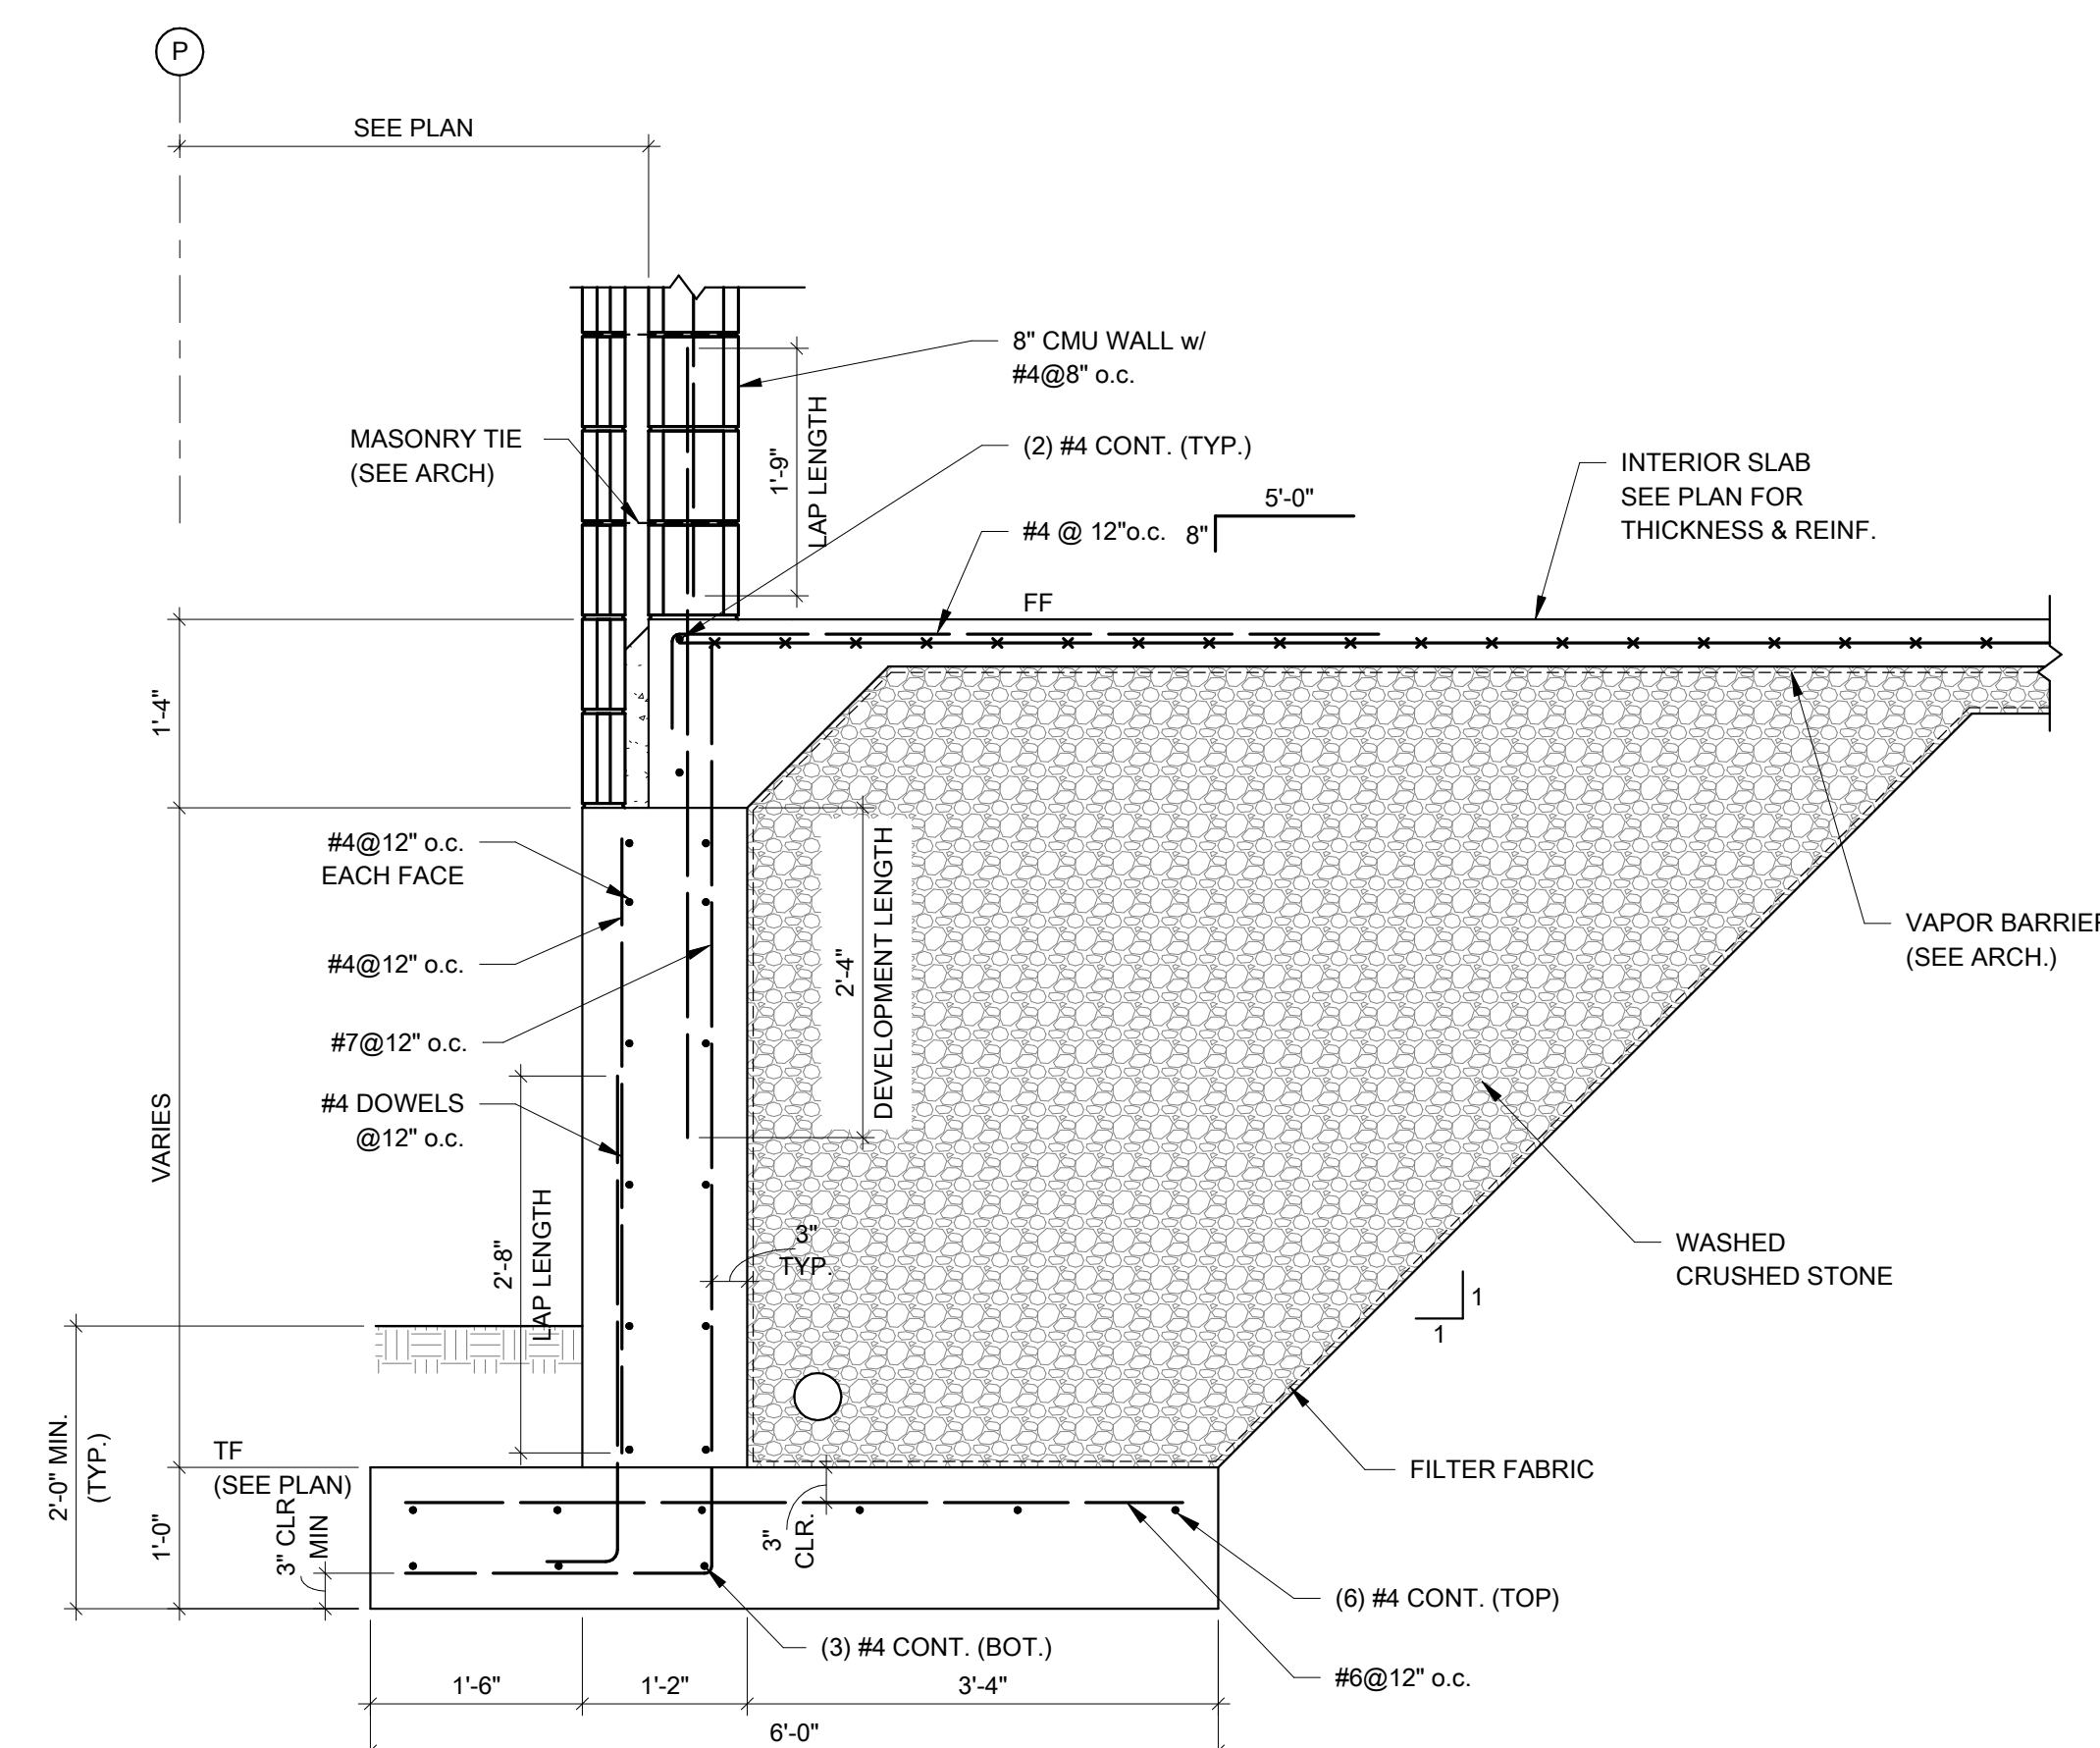 P
SEE PLAN
8" CMU WALL w/
#4@8" o.c.
MASONRY TIE
(SEE ARCH)
1'-9"
LAP LENGTH
(2) #4 CONT. (TYP.)
#4 @ 12"o.c.
8"
5'-0"
INTERIOR SLAB
SEE PLAN FOR
THICKNESS & REINF.
FF
1'-4"
#4@12" o.c.
EACH FACE
#4@12" o.c.
#7@12" o.c.
#4 DOWELS
@12" o.c.
2'-4"
DEVELOPMENT LENGTH
VAPOR BARRIER
(SEE ARCH.)
VARIES
2'-8"
LAP LENGTH
3"
TYP.
WASHED
CRUSHED STONE
1
1
2'-0" MIN.
(TYP.)
TF
(SEE PLAN)
FILTER FABRIC
1'-0"
3" CLR
MIN
3"
CLR.
(6) #4 CONT. (TOP)
(3) #4 CONT. (BOT.)
#6@12" o.c.
1'-6"
1'-2"
3'-4"
6'-0"